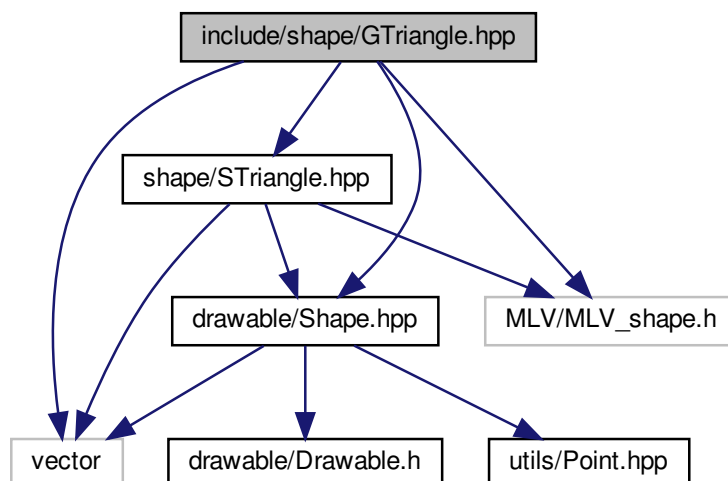 include/shape/GTriangle.hpp
shape/STriangle.hpp
drawable/Shape.hpp
MLV/MLV_shape.h
vector
drawable/Drawable.h
utils/Point.hpp